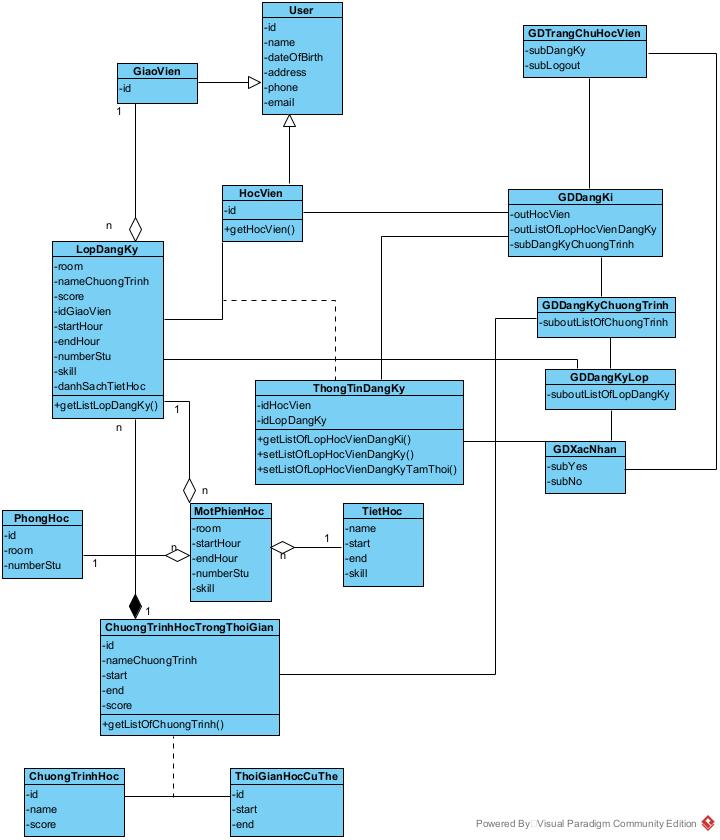 User
-id
-name
-dateOfBirth
-address
-phone
-email
GDTrangChuHocVien
-subDangKy
-subLogout
GiaoVien
-id
1
n
HocVien
-id
+getHocVien()
GDDangKi
-outHocVien
-outListOfLopHocVienDangKy
-subDangKyChuongTrinh
LopDangKy
-room
-nameChuongTrinh
-score
-idGiaoVien
-startHour
-endHour
-numberStu
-skill
-danhSachTietHoc
+getListLopDangKy()
GDDangKyChuongTrinh
-suboutListOfChuongTrinh
GDDangKyLop
-suboutListOfLopDangKy
ThongTinDangKy
-idHocVien
-idLopDangKy
+getListOfLopHocVienDangKi()
+setListOfLopHocVienDangKy()
+setListOfLopHocVienDangKyTamThoi()
GDXacNhan
-subYes
-subNo
1
n
n
PhongHoc
-id
-room
-numberStu
1
n
MotPhienHoc
-room
-startHour
-endHour
-numberStu
-skill
n
1
TietHoc
-name
-start
-end
-skill
1
ChuongTrinhHocTrongThoiGian
-id
-nameChuongTrinh
-start
-end
-score
+getListOfChuongTrinh()
ChuongTrinhHoc
-id
-name
-score
ThoiGianHocCuThe
-id
-start
-end
Powered By Visual Paradigm Community Edition